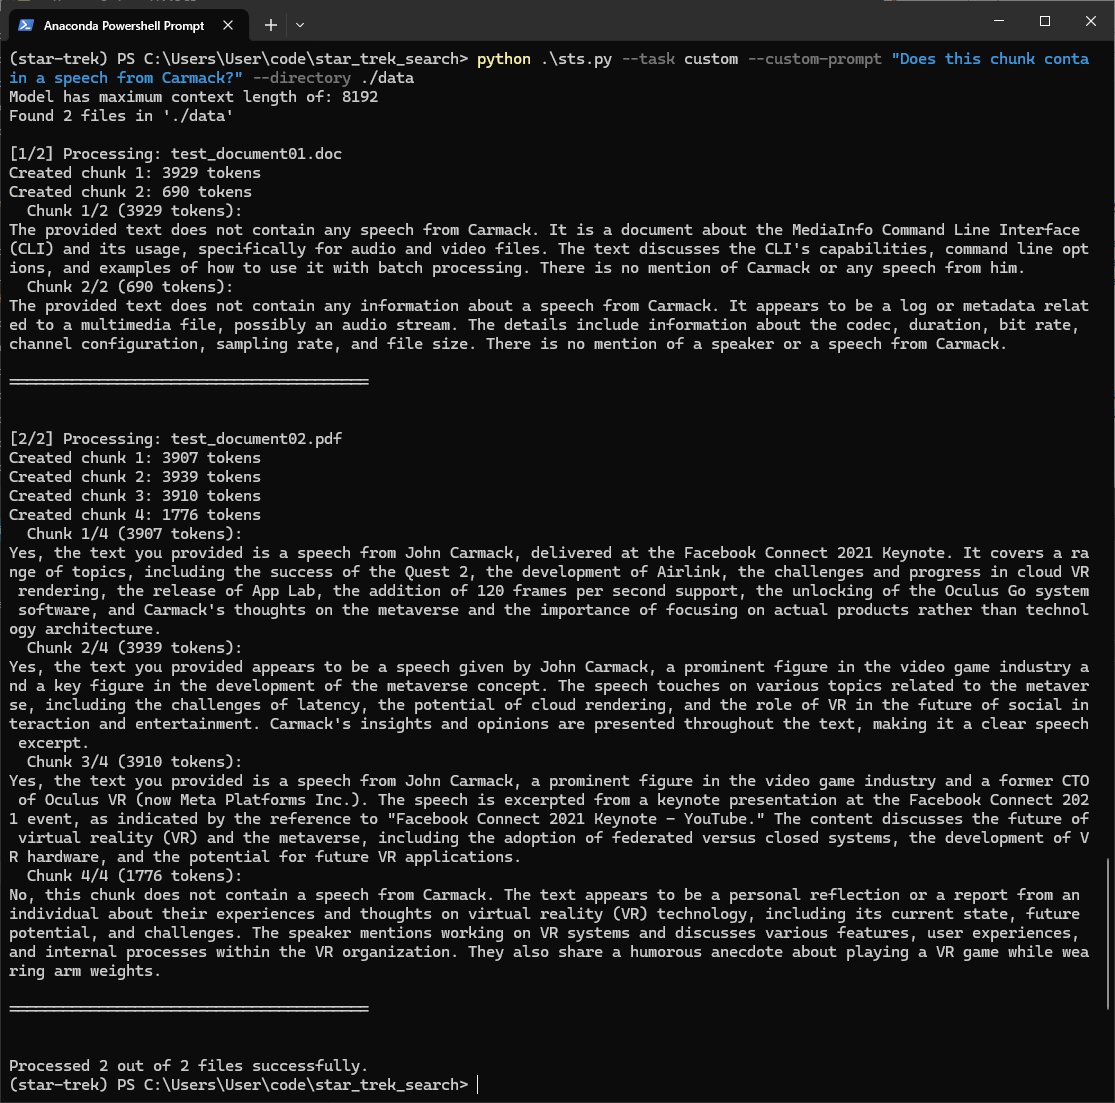 Anaconda Powershell Prompt
(star-trek) PS C:\Users\User\code\star_trek_search> python .\sts.py --task custom --custom-prompt "Does this chunk conta
in a speech from Carmack?" --directory ./data
Model has maximum context length of: 8192
Found 2 files in './data'
[1/2] Processing: test_document01.doc
Created chunk 1: 3929 tokens
Created chunk 2: 690 tokens
Chunk 1/2 (3929 tokens):
The provided text does not contain any speech from Carmack. It is a document about the MediaInfo Command Line Interface
(CLI) and its usage, specifically for audio and video files. The text discusses the CLI's capabilities, command line opt
ions, and examples of how to use it with batch processing. There is no mention of Carmack or any speech from him.
Chunk 2/2 (690 tokens):
The provided text does not contain any information about a speech from Carmack. It appears to be a log or metadata relat
ed to a multimedia file, possibly an audio stream. The details include information about the codec, duration, bit rate,
channel configuration, sampling rate, and file size. There is no mention of a speaker or a speech from Carmack.
========================================
[2/2] Processing: test_document02.pdf
Created chunk 1: 3907 tokens
Created chunk 2: 3939 tokens
Created chunk 3: 3910 tokens
Created chunk 4: 1776 tokens
Chunk 1/4 (3907 tokens):
Yes, the text you provided is a speech from John Carmack, delivered at the Facebook Connect 2021 Keynote. It covers a ra
nge of topics, including the success of the Quest 2, the development of Airlink, the challenges and progress in cloud VR
rendering, the release of App Lab, the addition of 120 frames per second support, the unlocking of the Oculus Go system
software, and Carmack's thoughts on the metaverse and the importance of focusing on actual products rather than technol
ogy architecture.
Chunk 2/4 (3939 tokens):
Yes, the text you provided appears to be a speech given by John Carmack, a prominent figure in the video game industry a
nd a key figure in the development of the metaverse concept. The speech touches on various topics related to the metaver
se, including the challenges of latency, the potential of cloud rendering, and the role of VR in the future of social in
teraction and entertainment. Carmack's insights and opinions are presented throughout the text, making it a clear speech
excerpt.
Chunk 3/4 (3910 tokens):
Yes, the text you provided is a speech from John Carmack, a prominent figure in the video game industry and a former CTO
of Oculus VR (now Meta Platforms Inc.). The speech is excerpted from a keynote presentation at the Facebook Connect 202
1 event, as indicated by the reference to "Facebook Connect 2021 Keynote - YouTube." The content discusses the future of
virtual reality (VR) and the metaverse, including the adoption of federated versus closed systems, the development of V
R hardware, and the potential for future VR applications.
Chunk 4/4 (1776 tokens):
No, this chunk does not contain a speech from Carmack. The text appears to be a personal reflection or a report from an
individual about their experiences and thoughts on virtual reality (VR) technology, including its current state, future
potential, and challenges. The speaker mentions working on VR systems and discusses various features, user experiences,
and internal processes within the VR organization. They also share a humorous anecdote about playing a VR game while wea
ring arm weights.
========================================
Processed 2 out of 2 files successfully.
(star-trek) PS C:\Users\User\code\star_trek_search>